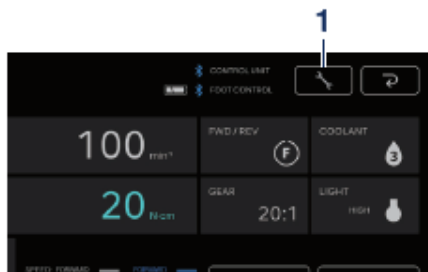 1
CONTROL UNIT
FOOT CONTROL
100 min⁻¹
FWD / REV
F
COOLANT
3
20 N·cm
GEAR
20:1
LIGHT
HIGH
SPEED FORWARD
FORWARD